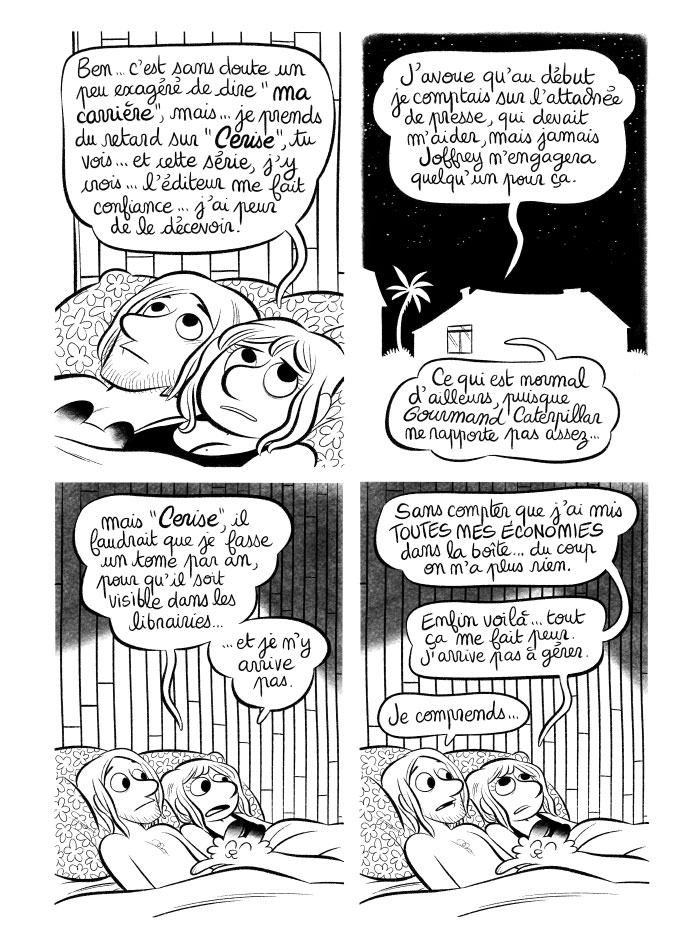 Ben... c'est sans doute un
peu exagéré de dire "ma
carrière", mais... je prends
du retard sur "Cerise", tu
vois... et cette série, j'y
crois... l'éditeur me fait
confiance... j'ai peur
de le décevoir.
J'avoue qu'au début
je comptais sur l'attachée
de presse, qui devait
m'aider, mais jamais
Joffrey n'engagera
quelqu'un pour ça.
Ce qui est normal
d'ailleurs, puisque
Gourmand Caterpillar
ne rapporte pas assez...
mais "Cerise", il
faudrait que je fasse
un tome par an,
pour qu'il soit
visible dans les
librairies...
...et je n'y
arrive
pas.
Sans compter que j'ai mis
TOUTES MES ÉCONOMIES
dans la boîte... du coup
on n'a plus rien.
Enfin voilà... tout
ça me fait peur.
J'arrive pas à gérer.
Je comprends...